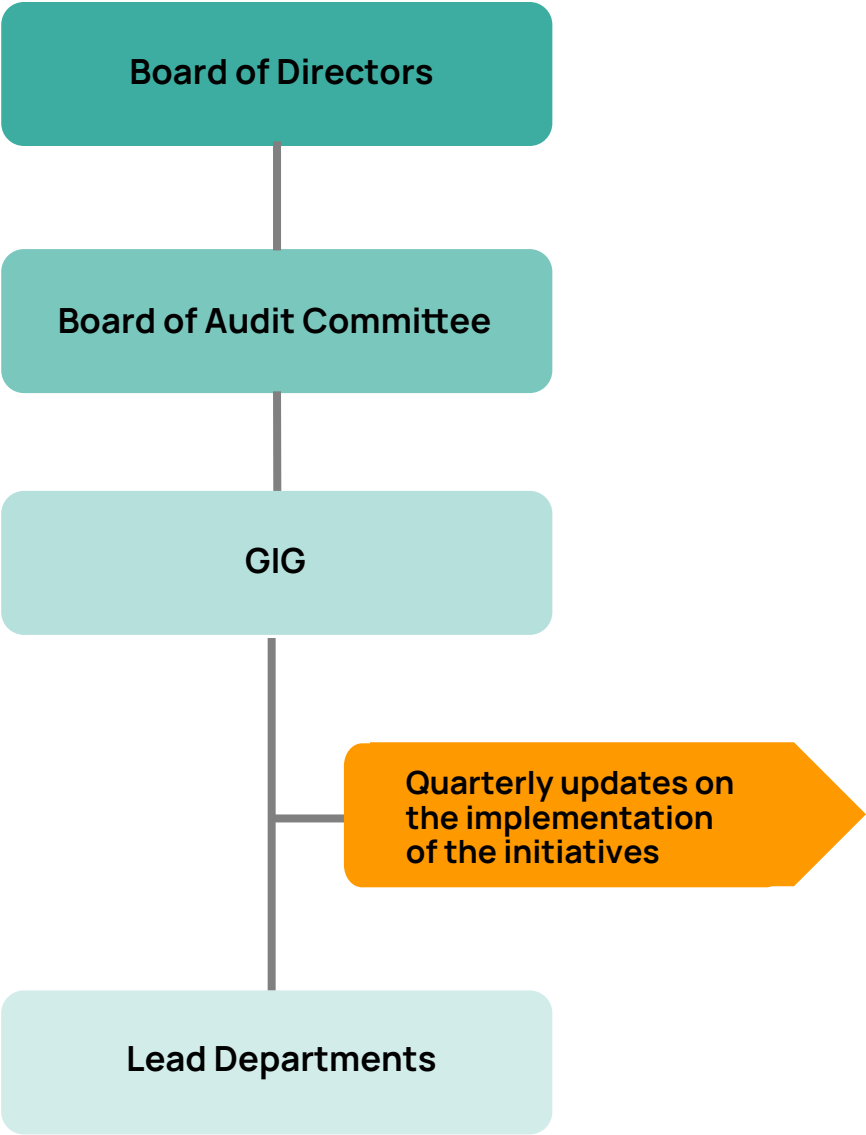 Board of Directors
Board of Audit Committee
GIG
Quarterly updates on
the implementation
of the initiatives
Lead Departments